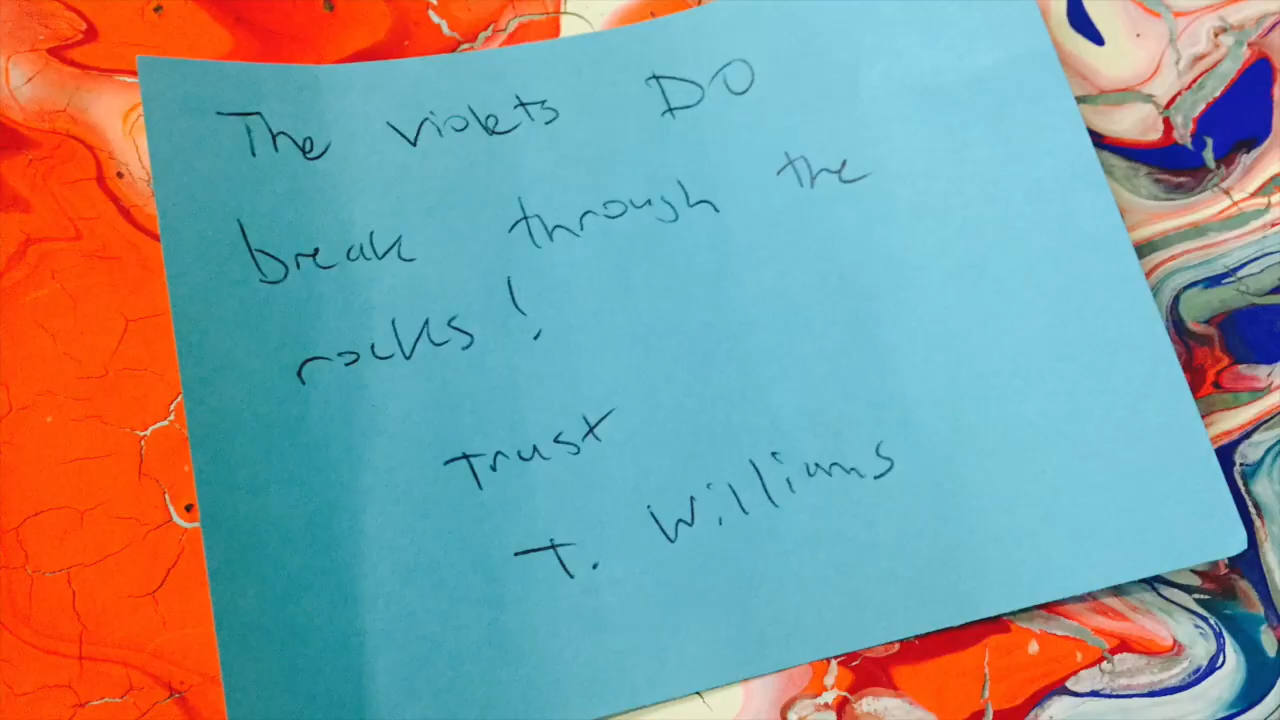 The violets DO
break through the
rocks!
Trust
T. Williams